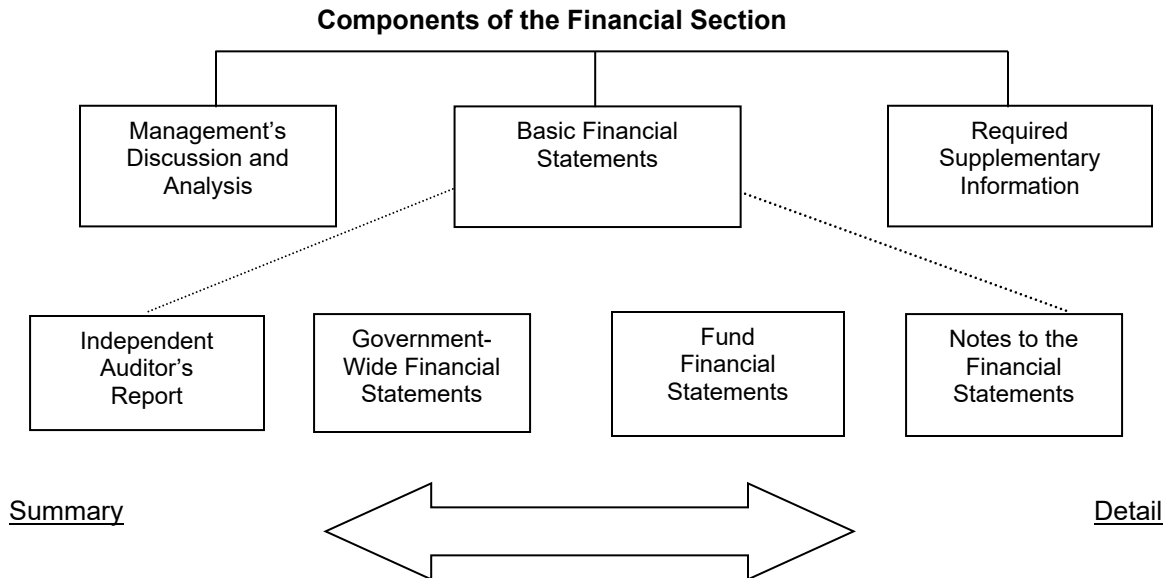 Components of the Financial Section
Management’s
Discussion and
Analysis
Basic Financial
Statements
Required
Supplementary
Information
Independent
Auditor’s
Report
Government-
Wide Financial
Statements
Fund
Financial
Statements
Notes to the
Financial
Statements
Summary
Detail